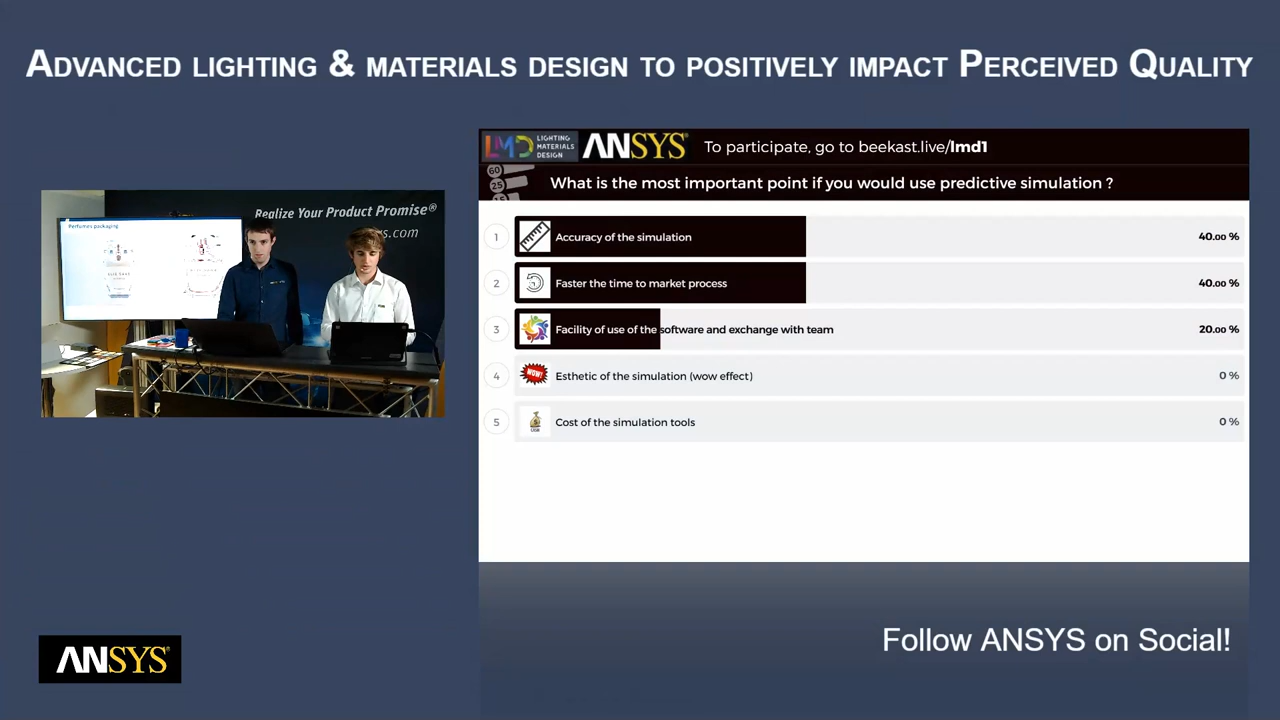 Advanced lighting & materials design to positively impact Perceived Quality
LMD LIGHTING MATERIALS DESIGN
ANSYS®
To participate, go to beekast.live/lmd1
60
25
What is the most important point if you would use predictive simulation ?
1 Accuracy of the simulation 40.00 %
2 Faster the time to market process 40.00 %
3 Facility of use of the software and exchange with team 20.00 %
4 WOW! Esthetic of the simulation (wow effect) 0 %
5 Cost of the simulation tools 0 %
Realize Your Product Promise®
s.com
Perfumes packaging
ANSYS®
Follow ANSYS on Social!